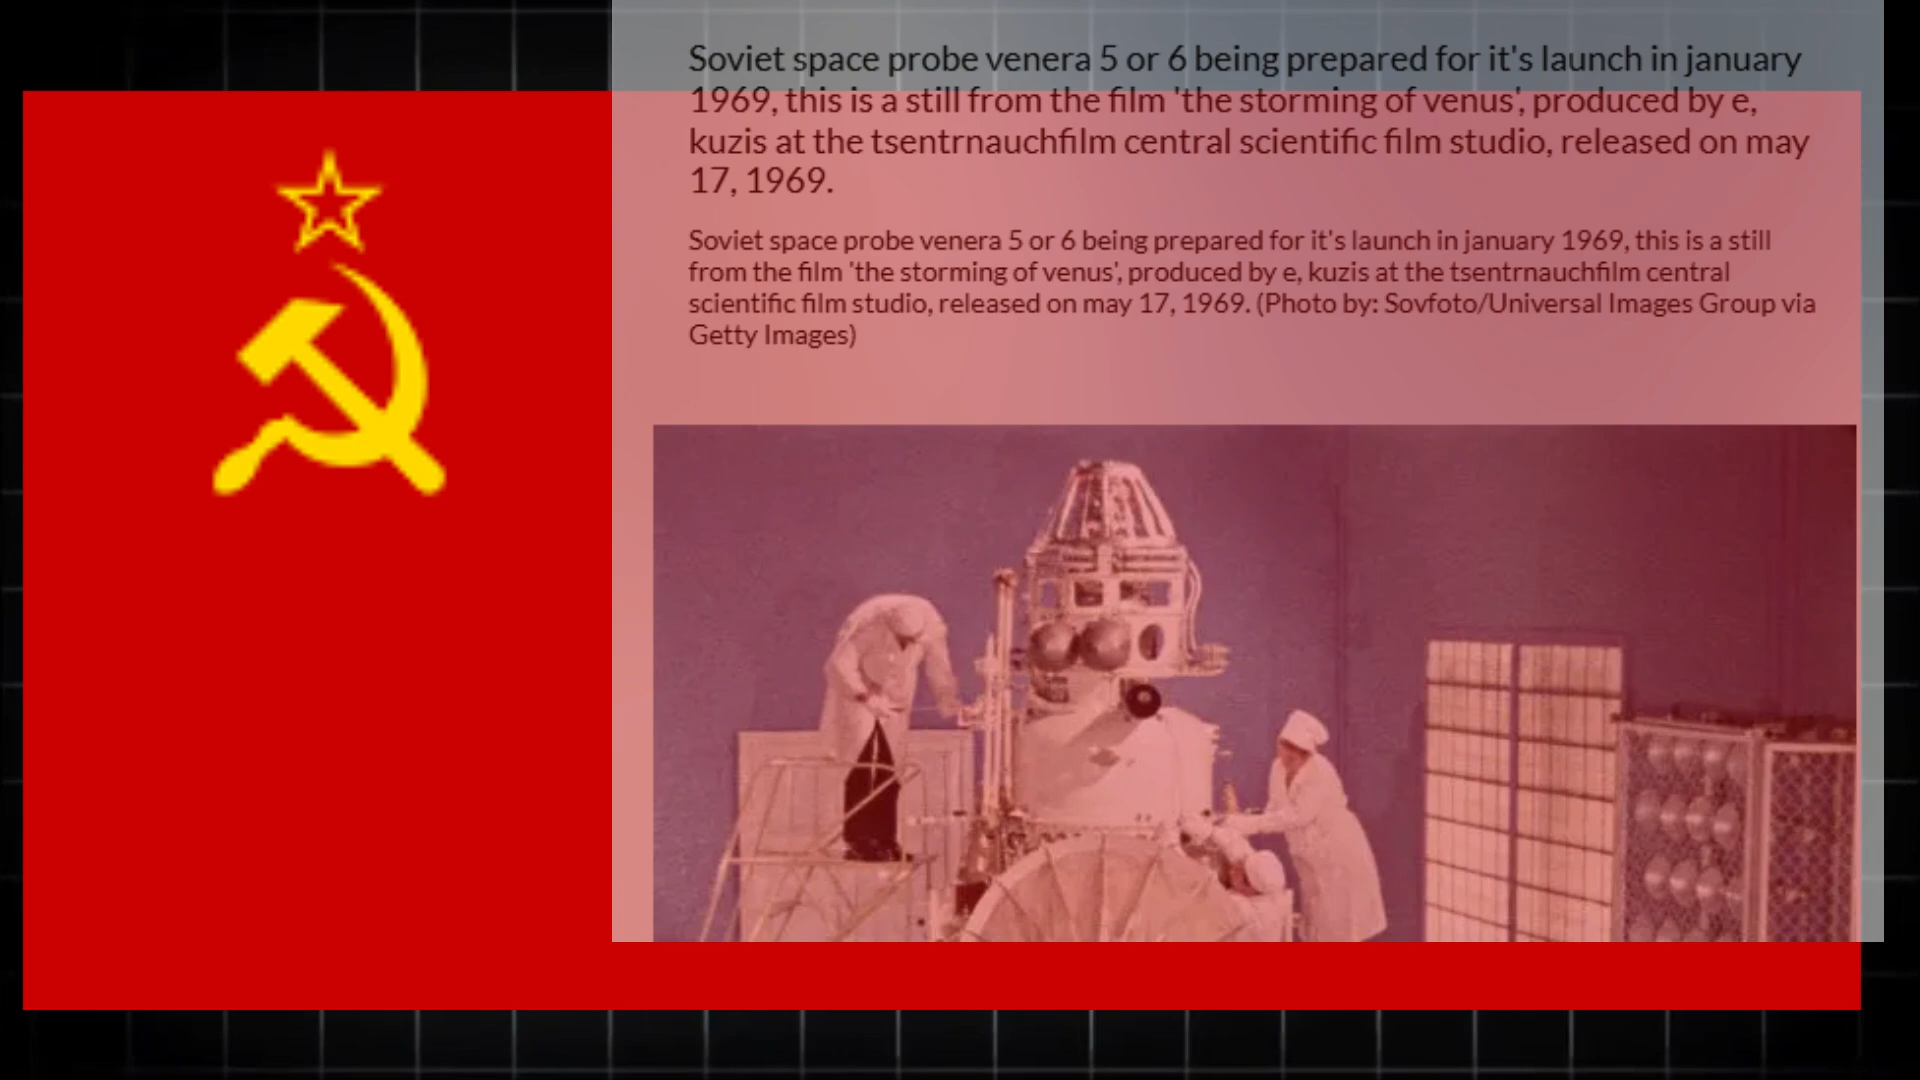 Soviet space probe venera 5 or 6 being prepared for it's launch in january
1969, this is a still from the film 'the storming of venus', produced by e,
kuzis at the tsentrnauchfilm central scientific film studio, released on may
17, 1969.
Soviet space probe venera 5 or 6 being prepared for it's launch in january 1969, this is a still
from the film 'the storming of venus', produced by e, kuzis at the tsentrnauchfilm central
scientific film studio, released on may 17, 1969. (Photo by: Sovfoto/Universal Images Group via
Getty Images)